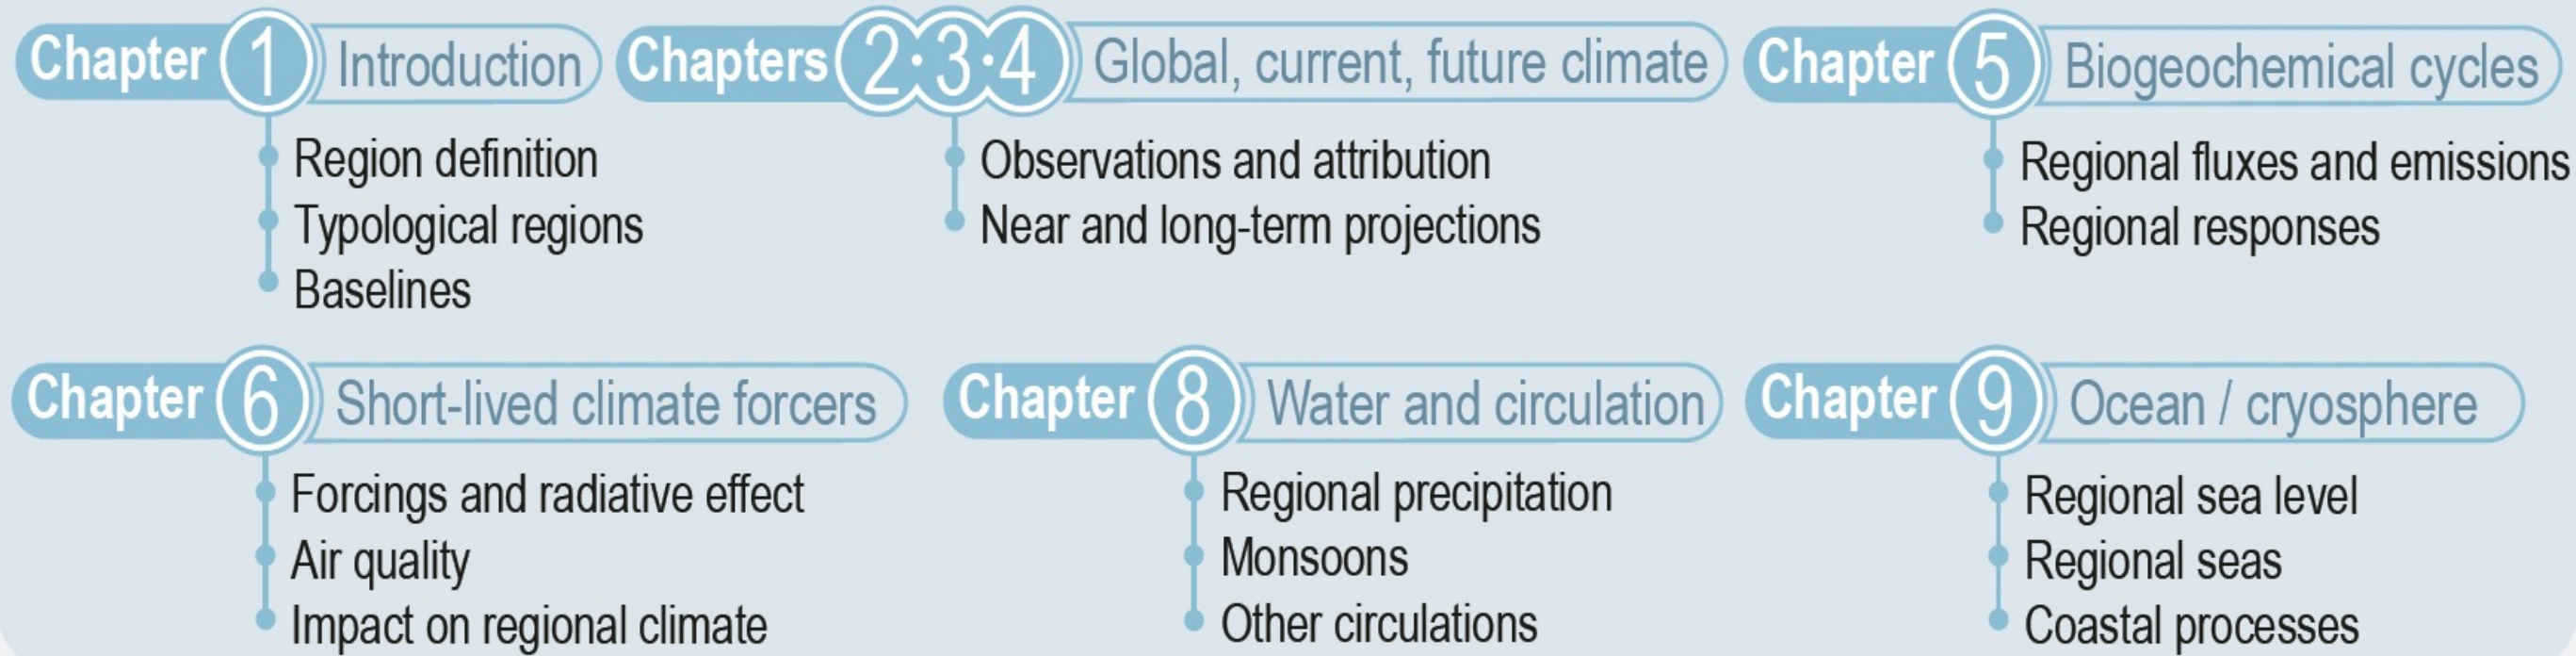 Chapter 1 Introduction
Region definition
Typological regions
Baselines
Chapters 2·3·4 Global, current, future climate
Observations and attribution
Near and long-term projections
Chapter 5 Biogeochemical cycles
Regional fluxes and emissions
Regional responses
Chapter 6 Short-lived climate forcers
Forcings and radiative effect
Air quality
Impact on regional climate
Chapter 8 Water and circulation
Regional precipitation
Monsoons
Other circulations
Chapter 9 Ocean / cryosphere
Regional sea level
Regional seas
Coastal processes